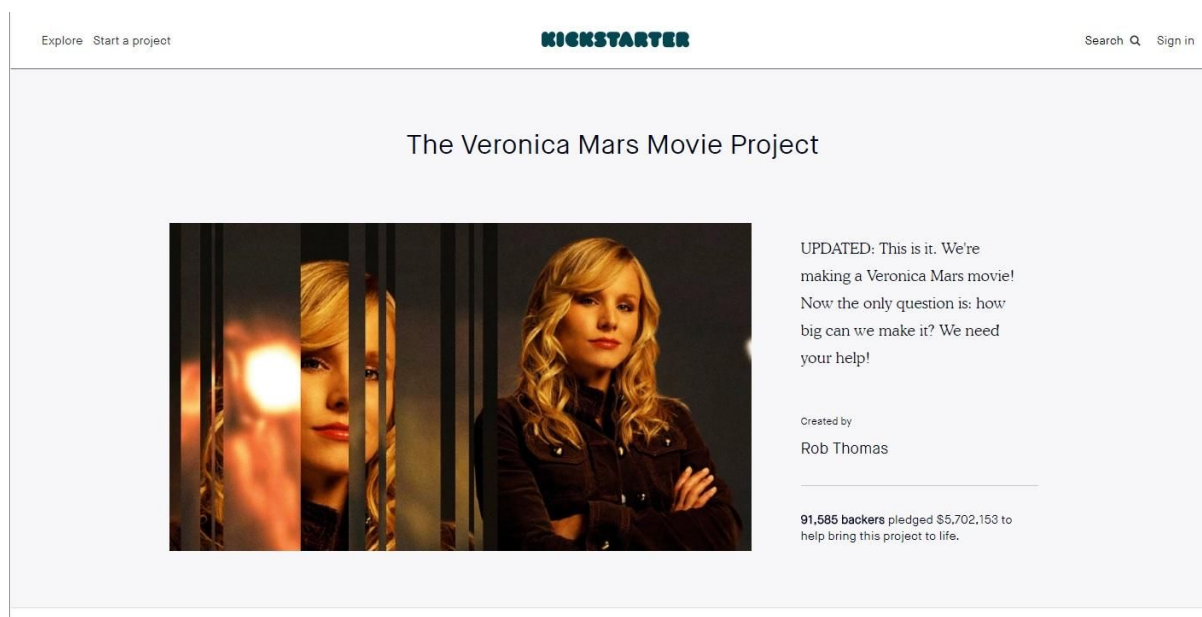 Explore Start a project KICKSTARTER Search Sign in
The Veronica Mars Movie Project
UPDATED: This is it. We're
making a Veronica Mars movie!
Now the only question is: how
big can we make it? We need
your help!
Created by
Rob Thomas
91,585 backers pledged $5,702,153 to
help bring this project to life.